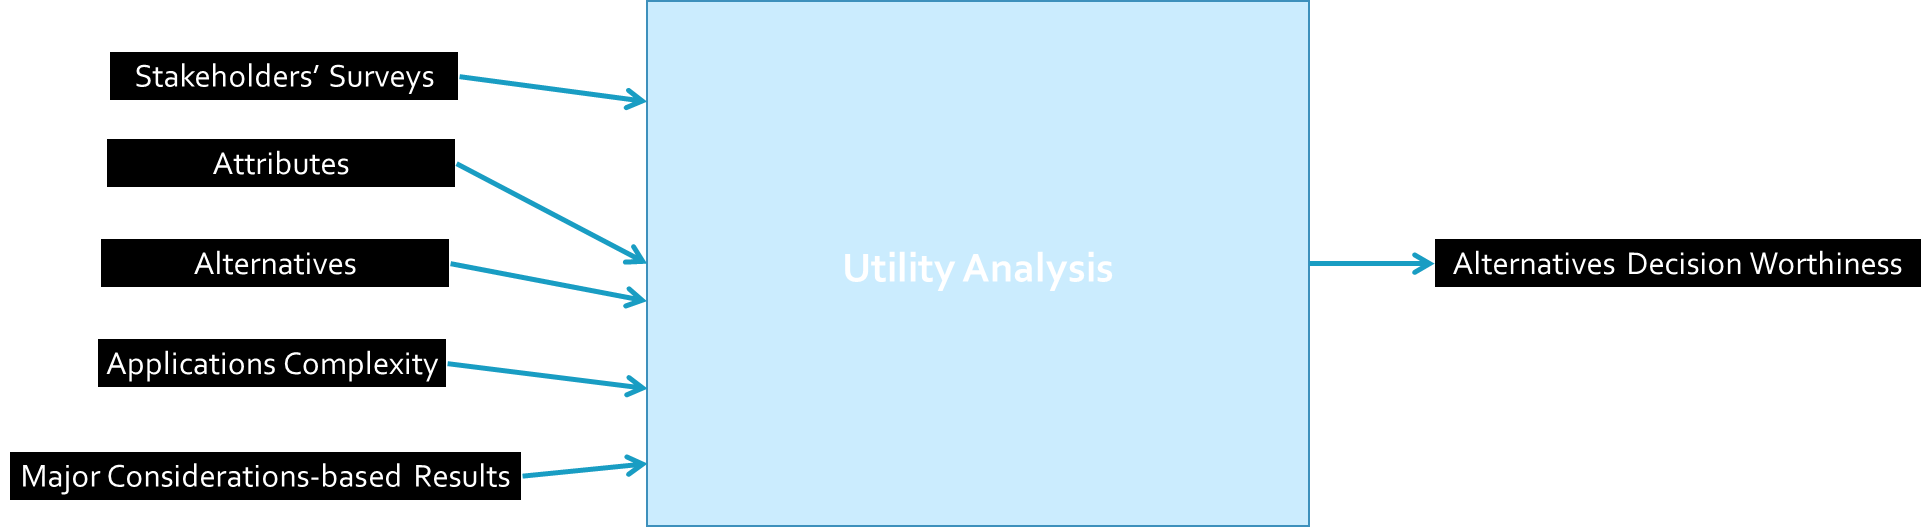 Stakeholders’ Surveys
Attributes
Alternatives
Applications Complexity
Major Considerations-based Results
Utility Analysis
Alternatives Decision Worthiness